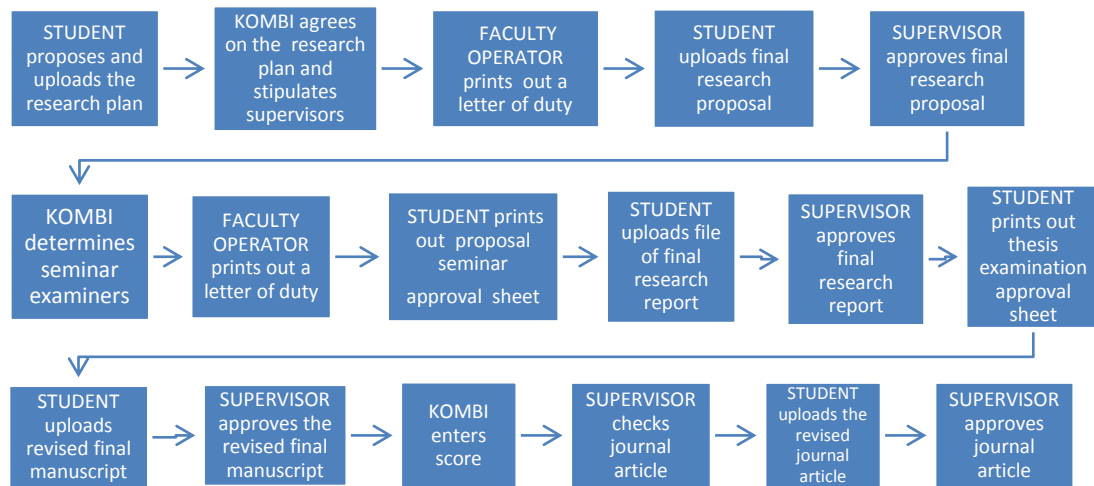 STUDENT
proposes and
uploads the
research plan
KOMBI agrees
on the research
plan and
stipulates
supervisors
FACULTY
OPERATOR
prints out a
letter of duty
STUDENT
uploads final
research
proposal
SUPERVISOR
approves final
research
proposal
KOMBI
determines
seminar
examiners
FACULTY
OPERATOR
prints out a
letter of duty
STUDENT prints
out proposal
seminar
approval sheet
STUDENT
uploads file
of final
research
report
SUPERVISOR
approves
final
research
report
STUDENT
prints out
thesis
examination
approval
sheet
STUDENT
uploads
revised final
manuscript
SUPERVISOR
approves the
revised final
manuscript
KOMBI
enters
score
SUPERVISOR
checks
journal
article
STUDENT
uploads the
revised
journal
article
SUPERVISOR
approves
journal
article